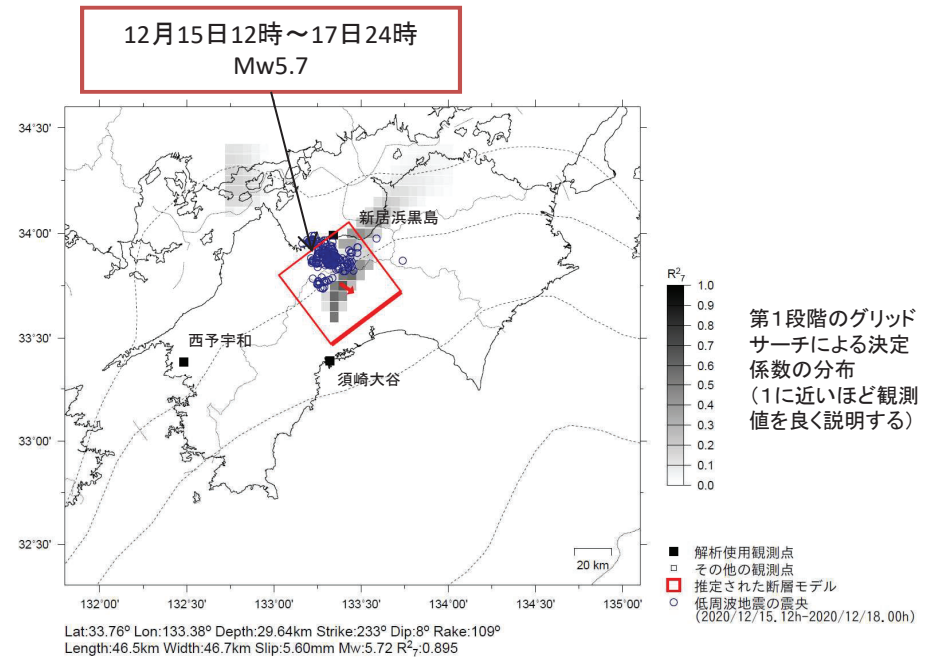 12月15日12時～17日24時
Mw5.7
34°30'
34°00'
33°30'
33°00'
32°30'
新居浜黒島
西予宇和
須崎大谷
20 km
132°00'
132°30'
133°00'
133°30'
134°00'
134°30'
135°00'
R²₇
1.0
0.9
0.8
0.7
0.6
0.5
0.4
0.3
0.2
0.1
0.0
第１段階のグリッド
サーチによる決定
係数の分布
（１に近いほど観測
値を良く説明する）
解析使用観測点
その他の観測点
推定された断層モデル
低周波地震の震央
(2020/12/15.12h-2020/12/18.00h)
Lat:33.76° Lon:133.38° Depth:29.64km Strike:233° Dip:8° Rake:109°
Length:46.5km Width:46.7km Slip:5.60mm Mw:5.72 R²₇:0.895